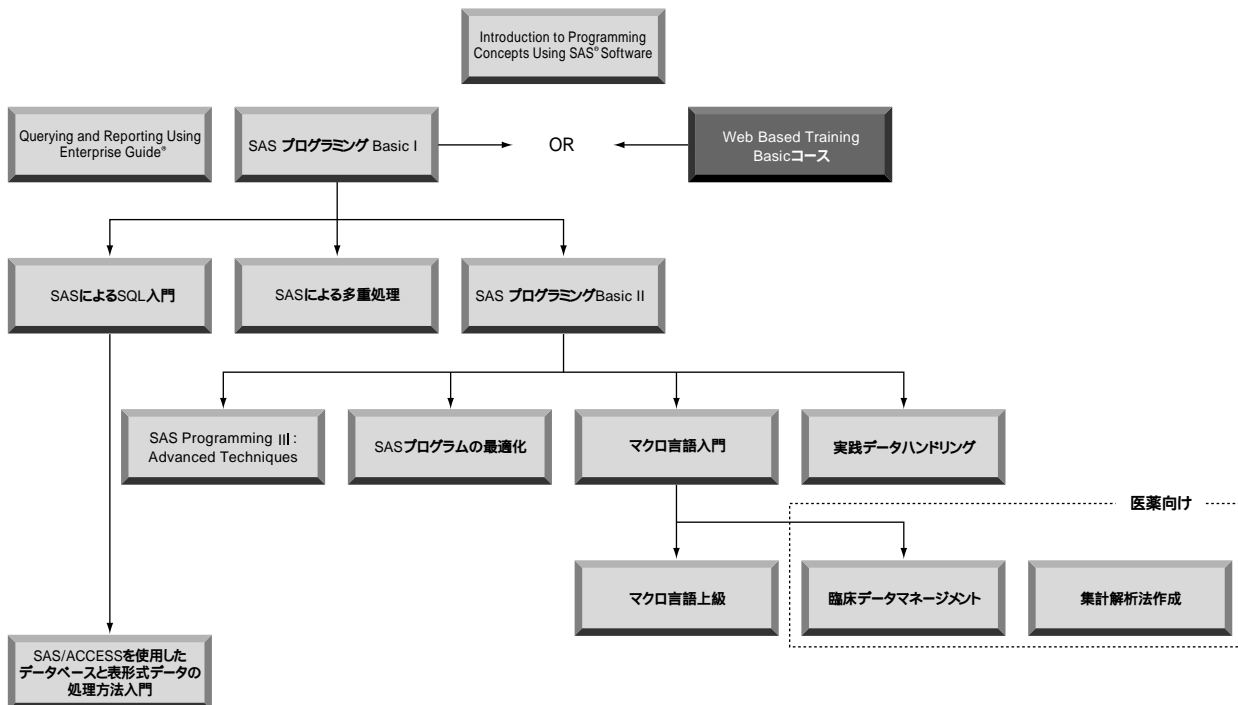 Introduction to Programming
Concepts Using SAS® Software
Querying and Reporting Using
Enterprise Guide®
SAS プログラミング Basic I
OR
Web Based Training
Basicコース
SASによるSQL入門
SASによる多重処理
SAS プログラミングBasic II
SAS Programming III:
Advanced Techniques
SASプログラムの最適化
マクロ言語入門
実践データハンドリング
医薬向け
マクロ言語上級
臨床データマネージメント
集計解析法作成
SAS/ACCESSを使用した
データベースと表形式データの
処理方法入門